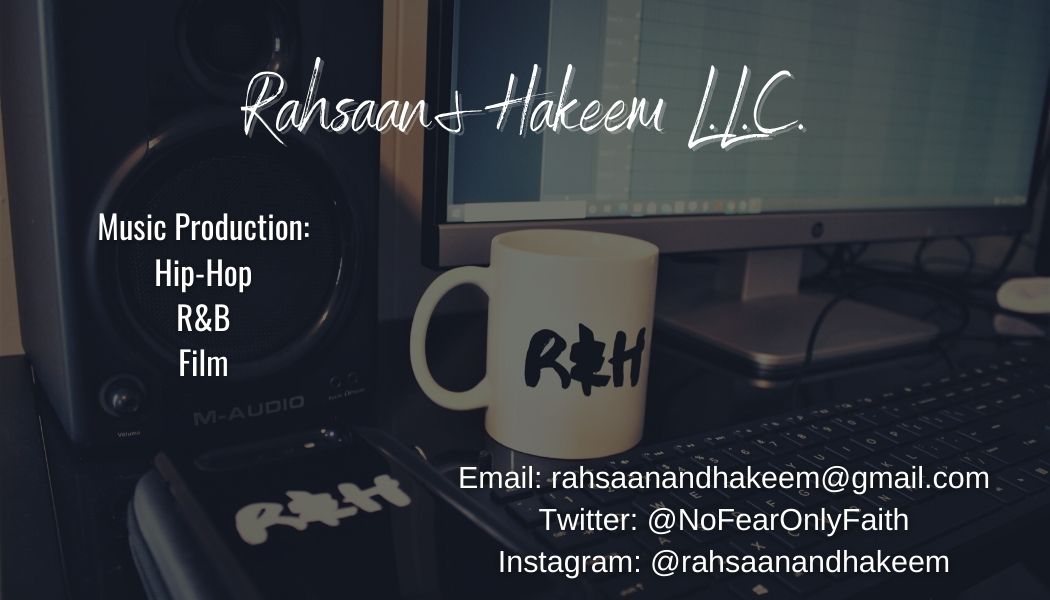 Rahsaan & Hakeem L.L.C.
Music Production:
Hip-Hop
R&B
Film
R&H
Volume
M-AUDIO
R&H
Email: rahsaanandhakeem@gmail.com
Twitter: @NoFearOnlyFaith
Instagram: @rahsaanandhakeem